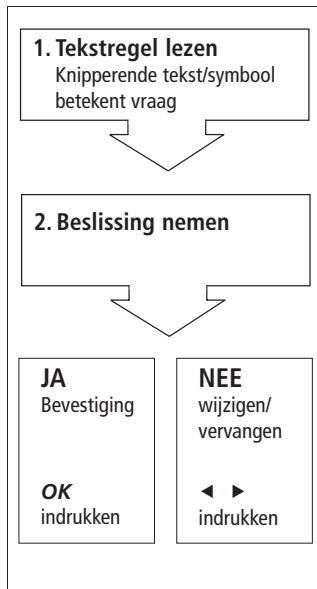 1. Tekstregel lezen
Knipperende tekst/symbool
betekent vraag
2. Beslissing nemen
JA
Bevestiging
OK
indrukken
NEE
wijzigen/
vervangen
◄ ►
indrukken